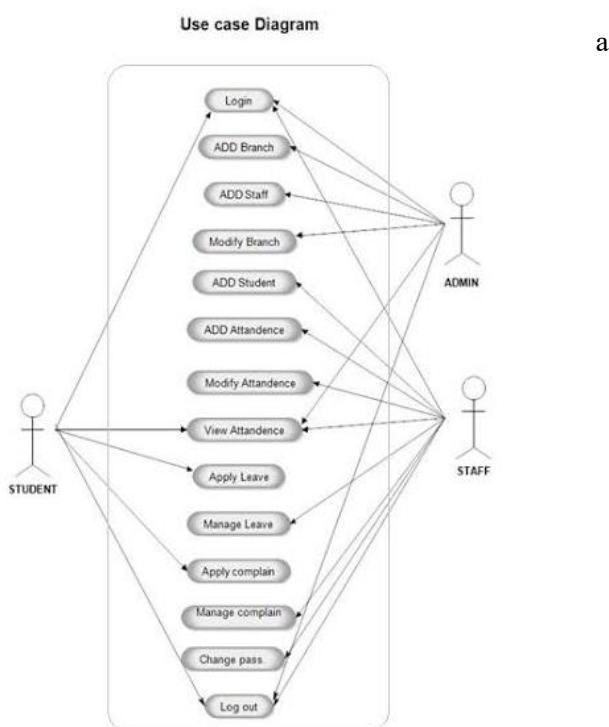 Use case Diagram
a
Login
ADD Branch
ADD Staff
Modify Branch
ADMIN
ADD Student
ADD Attandence
Modify Attandence
View Attandence
STUDENT
STAFF
Apply Leave
Manage Leave
Apply complain
Manage complain
Change pass.
Log out